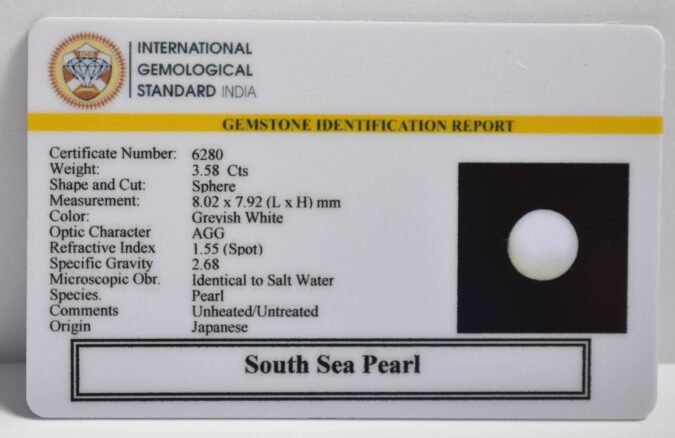 IGS
INTERNATIONAL
GEMOLOGICAL
STANDARD INDIA
GEMSTONE IDENTIFICATION REPORT
Certificate Number: 6280
Weight: 3.58 Cts
Shape and Cut: Sphere
Measurement: 8.02 x 7.92 (L x H) mm
Color: Greyish White
Optic Character AGG
Refractive Index 1.55 (Spot)
Specific Gravity 2.68
Microscopic Obr. Identical to Salt Water
Species. Pearl
Comments Unheated/Untreated
Origin Japanese
South Sea Pearl